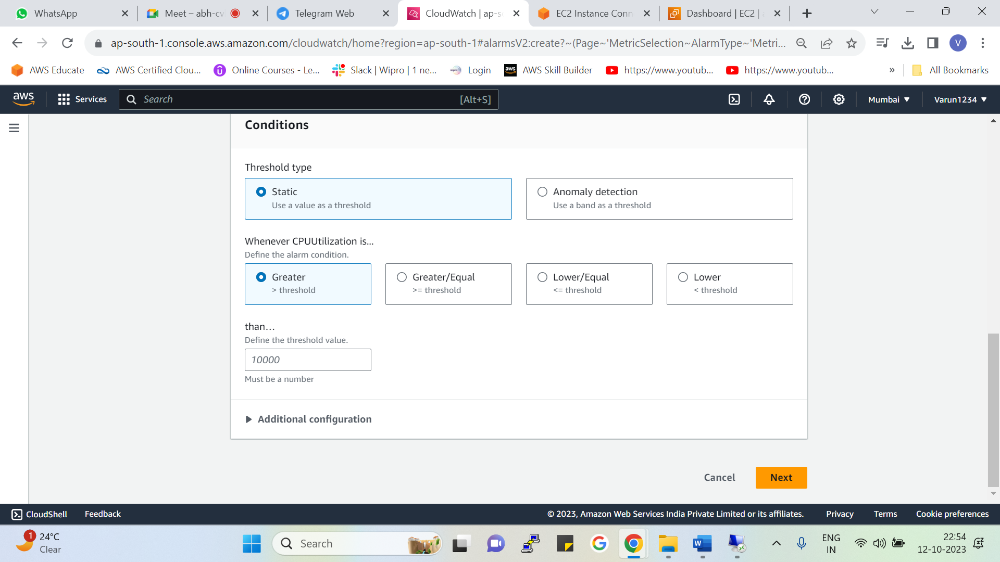 WhatsApp
Meet – abh-cv
Telegram Web
CloudWatch | ap-s
EC2 Instance Conn
Dashboard | EC2 |
ap-south-1.console.aws.amazon.com/cloudwatch/home?region=ap-south-1#alarmsV2:create?~(Page~'MetricSelection~AlarmType~'Metri...
V
AWS Educate
AWS Certified Clou...
Online Courses - Le...
Slack | Wipro | 1 ne...
Login
AWS Skill Builder
https://www.youtub...
https://www.youtub...
»
All Bookmarks
aws
Services
Search
[Alt+S]
Mumbai
Varun1234
Conditions
Threshold type
Static
Use a value as a threshold
Anomaly detection
Use a band as a threshold
Whenever CPUUtilization is...
Define the alarm condition.
Greater
> threshold
Greater/Equal
>= threshold
Lower/Equal
<= threshold
Lower
< threshold
than...
Define the threshold value.
10000
Must be a number
Additional configuration
Cancel
Next
CloudShell
Feedback
© 2023, Amazon Web Services India Private Limited or its affiliates.
Privacy
Terms
Cookie preferences
1
24°C
Clear
Search
ENG
IN
22:54
12-10-2023